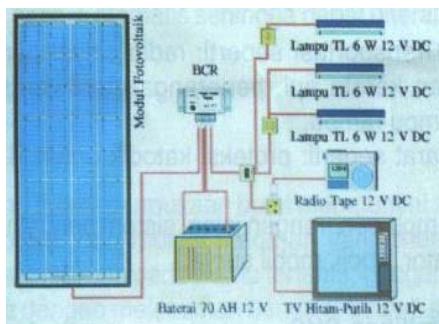 Modul Fotovoltaik
BCR
Lampu TL 6 W 12 V DC
Lampu TL 6 W 12 V DC
Lampu TL 6 W 12 V DC
Radio Tape 12 V DC
Baterai 70 AH 12 V
TV Hitam-Putih 12 V DC